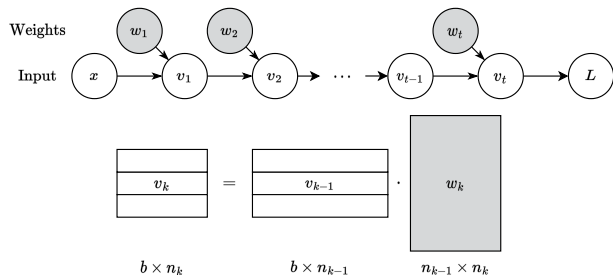 Weights w₁ w₂ wₜ
Input x v₁ v₂ ⋯ vₜ₋₁ vₜ L
vₖ = vₖ₋₁ · wₖ
b × nₖ b × nₖ₋₁ nₖ₋₁ × nₖ